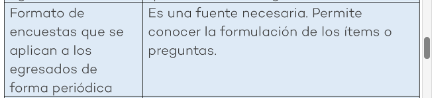 Formato de
encuestas que se
aplican a los
egresados de
forma periódica
Es una fuente necesaria. Permite
conocer la formulación de los ítems o
preguntas.